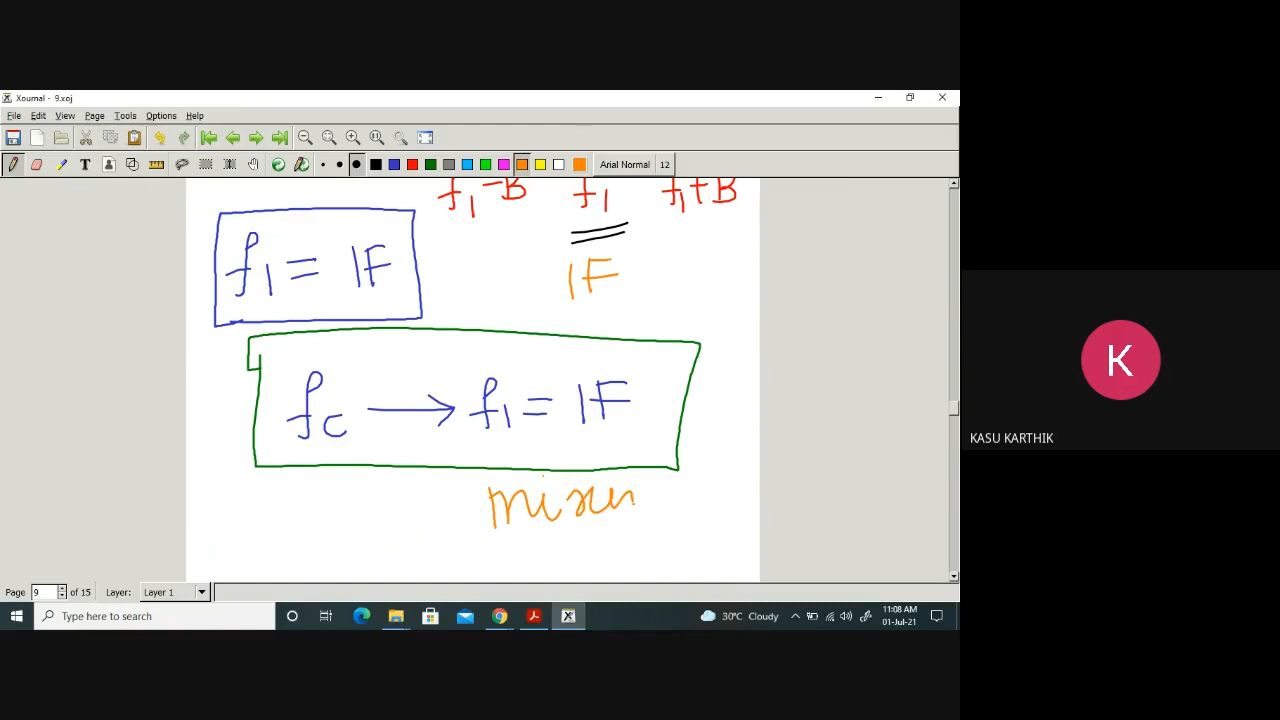 Xournal - 9.xoj
File Edit View Page Tools Options Help
Arial Normal 12
f1-B f1 f1+B
f1 = IF
IF
fc → f1 = IF
mixer
K
KASU KARTHIK
Page 9 of 15 Layer: Layer 1
Type here to search
30°C Cloudy
11:08 AM
01-Jul-21